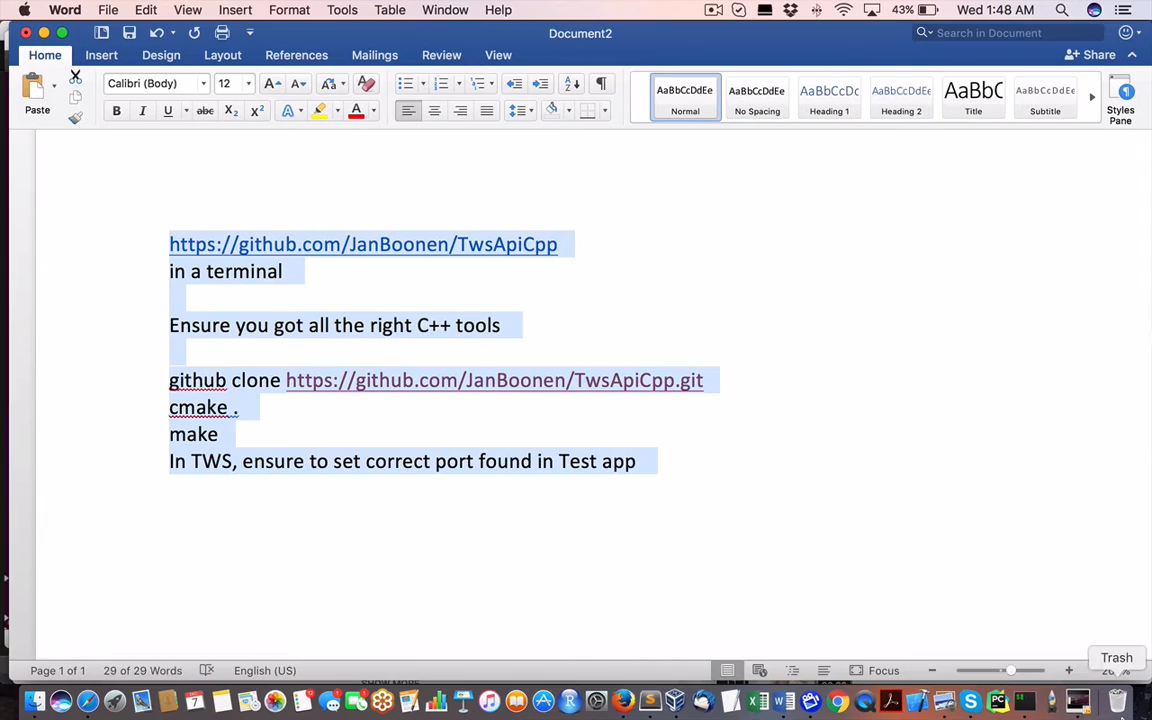 Word File Edit View Insert Format Tools Table Window Help 43% Wed 1:48 AM
Document2
Search in Document
Home Insert Design Layout References Mailings Review View Share
Paste
Calibri (Body) 12
B I U abc X2 X2 A A
AaBbCcDdEe AaBbCcDdEe AaBbCcDc AaBbCcDdEe AaBbC AaBbCcDdEe
Normal No Spacing Heading 1 Heading 2 Title Subtitle
Styles Pane
https://github.com/JanBoonen/TwsApiCpp
in a terminal
Ensure you got all the right C++ tools
github clone https://github.com/JanBoonen/TwsApiCpp.git
cmake .
make
In TWS, ensure to set correct port found in Test app
Trash
Page 1 of 1 29 of 29 Words English (US) Focus